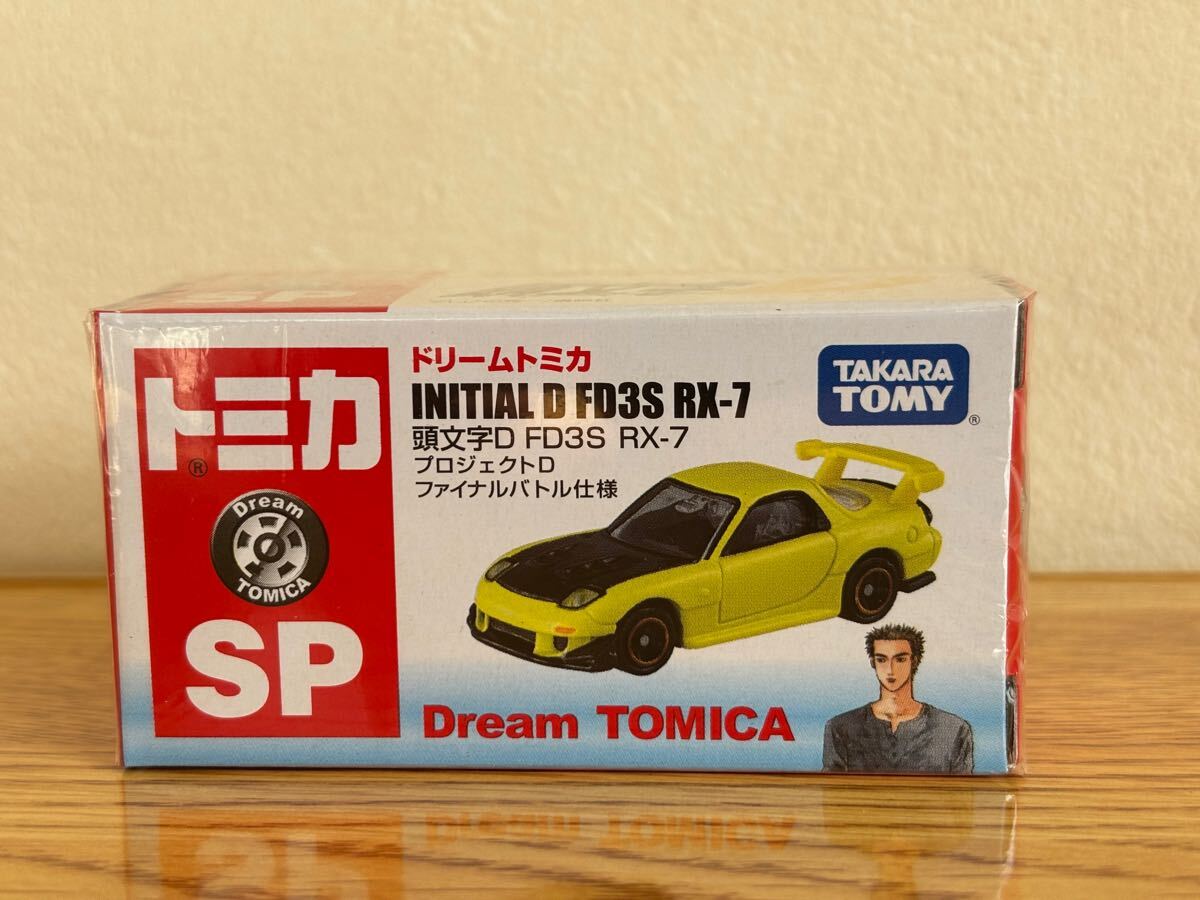 SP
トミカ
®
Dream
TOMICA
SP
ドリームトミカ
INITIAL D FD3S RX-7
頭文字D FD3S RX-7
プロジェクトD
ファイナルバトル仕様
TAKARA
TOMY
®
Dream TOMICA